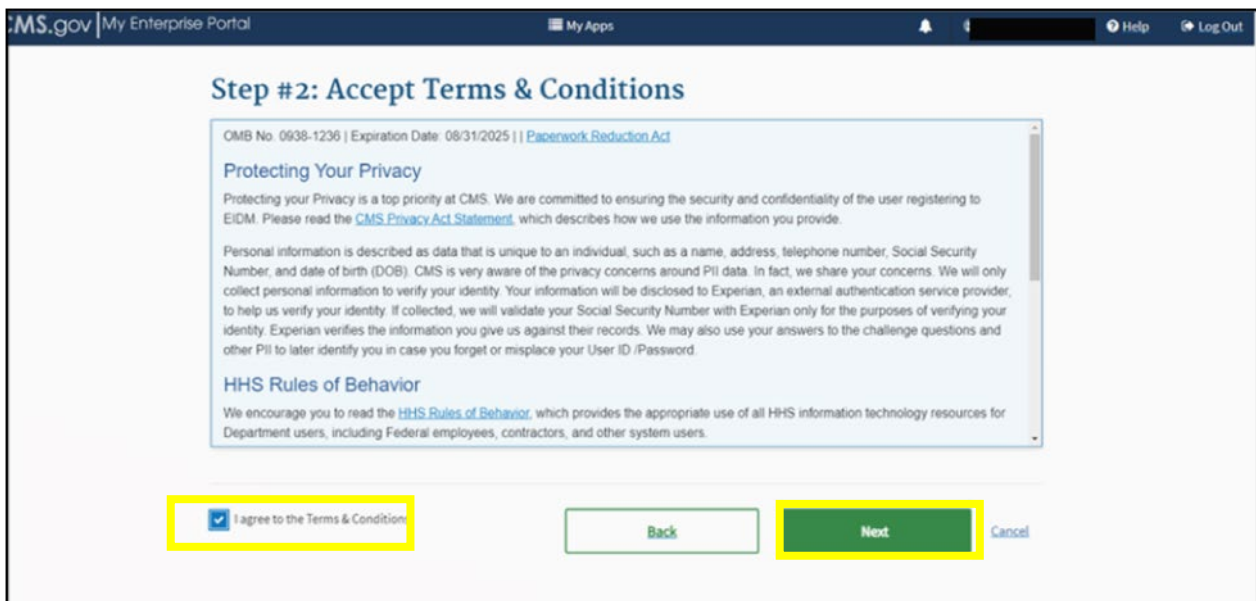 CMS.gov My Enterprise Portal
My Apps
Help
Log Out
Step #2: Accept Terms & Conditions
OMB No. 0938-1236 | Expiration Date: 08/31/2025 | | Paperwork Reduction Act
Protecting Your Privacy
Protecting your Privacy is a top priority at CMS. We are committed to ensuring the security and confidentiality of the user registering to
EIDM. Please read the CMS Privacy Act Statement, which describes how we use the information you provide.
Personal information is described as data that is unique to an individual, such as a name, address, telephone number, Social Security
Number, and date of birth (DOB). CMS is very aware of the privacy concerns around PII data. In fact, we share your concerns. We will only
collect personal information to verify your identity. Your information will be disclosed to Experian, an external authentication service provider,
to help us verify your identity. If collected, we will validate your Social Security Number with Experian only for the purposes of verifying your
identity. Experian verifies the information you give us against their records. We may also use your answers to the challenge questions and
other PII to later identify you in case you forget or misplace your User ID /Password.
HHS Rules of Behavior
We encourage you to read the HHS Rules of Behavior, which provides the appropriate use of all HHS information technology resources for
Department users, including Federal employees, contractors, and other system users.
I agree to the Terms & Conditions
Back
Next
Cancel